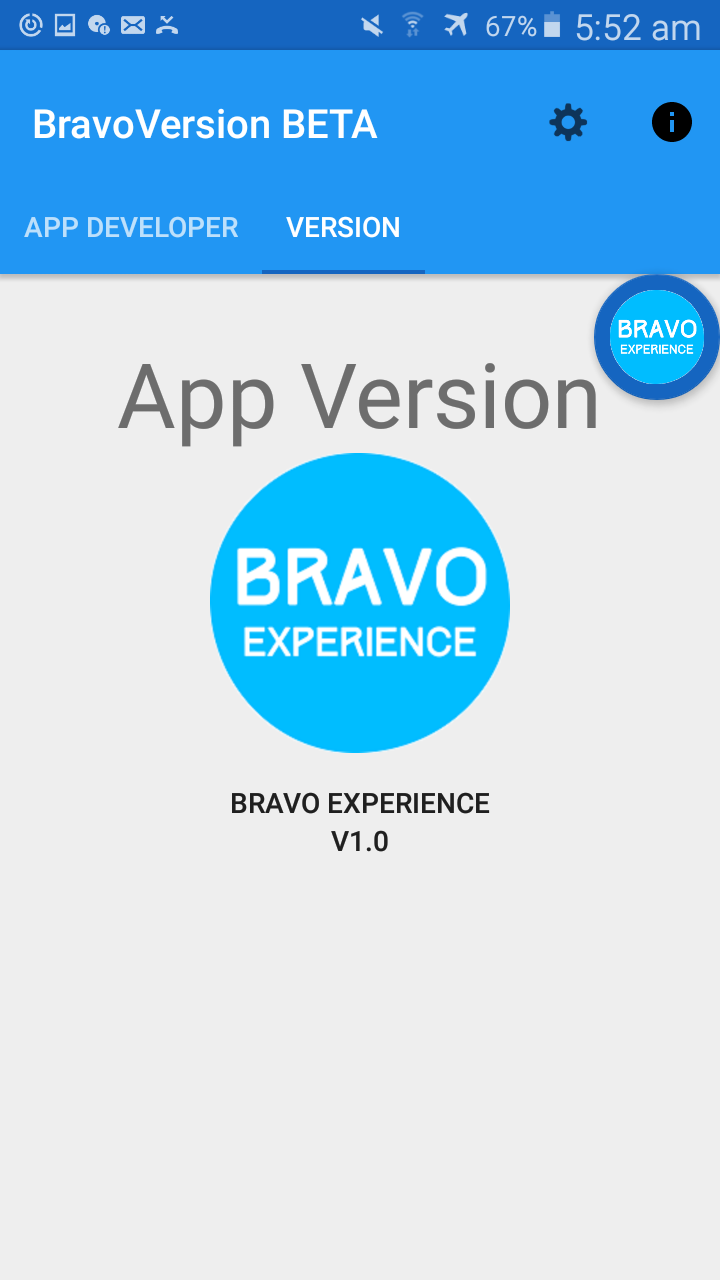 67% 5:52 am
BravoVersion BETA
APP DEVELOPER VERSION
BRAVO
EXPERIENCE
App Version
BRAVO
EXPERIENCE
BRAVO EXPERIENCE
V1.0